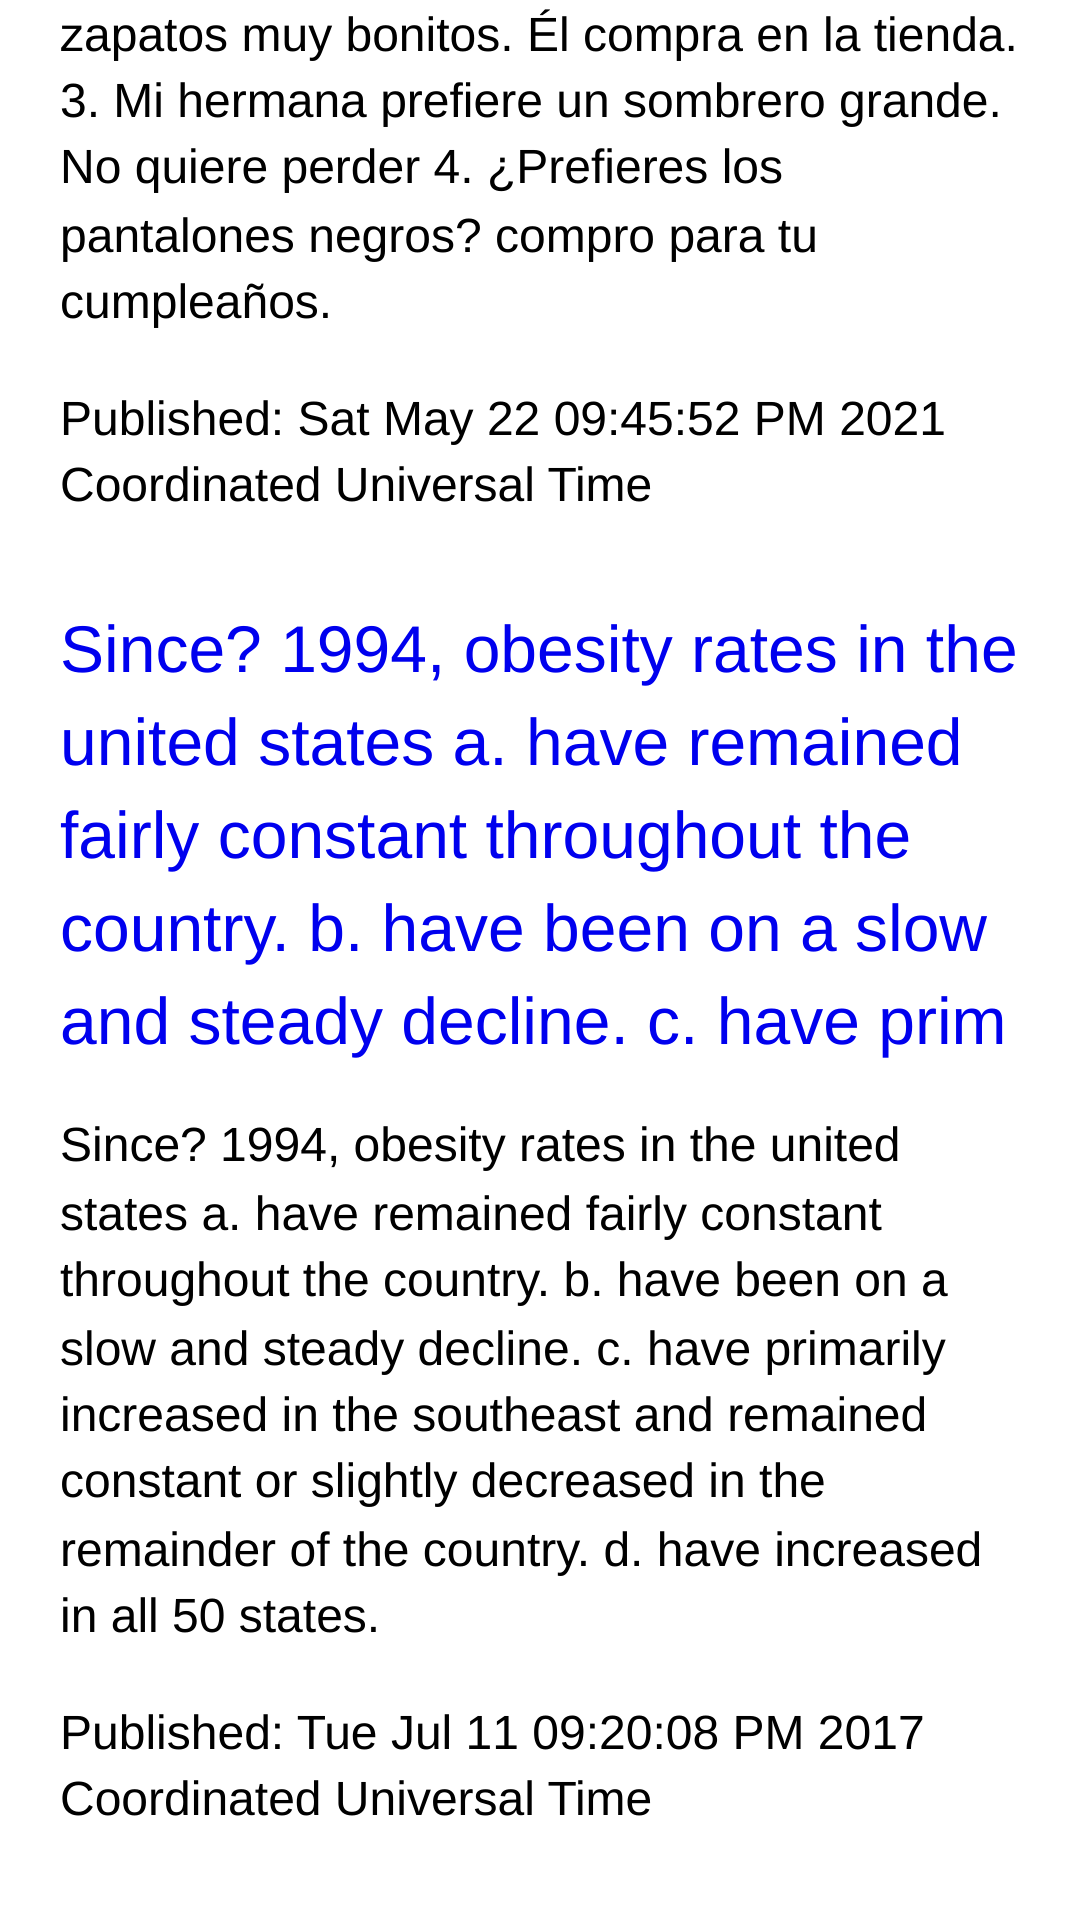 zapatos muy bonitos. Él compra en la tienda.
3. Mi hermana prefiere un sombrero grande.
No quiere perder 4. ¿Prefieres los
pantalones negros? compro para tu
cumpleaños.
Published: Sat May 22 09:45:52 PM 2021
Coordinated Universal Time
Since? 1994, obesity rates in the
united states a. have remained
fairly constant throughout the
country. b. have been on a slow
and steady decline. c. have prim
Since? 1994, obesity rates in the united
states a. have remained fairly constant
throughout the country. b. have been on a
slow and steady decline. c. have primarily
increased in the southeast and remained
constant or slightly decreased in the
remainder of the country. d. have increased
in all 50 states.
Published: Tue Jul 11 09:20:08 PM 2017
Coordinated Universal Time